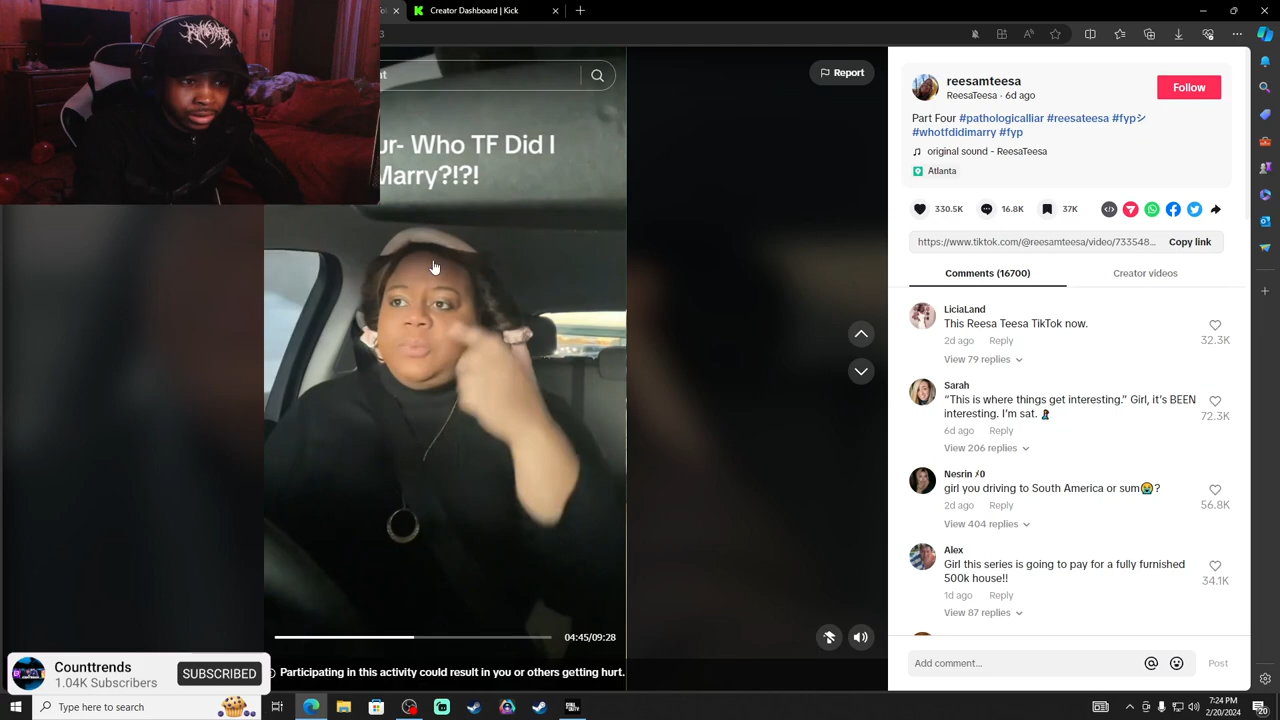 Creator Dashboard | Kick
Report
ur- Who TF Did I
Marry?!?!
reesamteesa
ReesaTeesa · 6d ago
Follow
Part Four #pathologicalliar #reesateesa #fypシ
#whotfdidimarry #fyp
original sound - ReesaTeesa
Atlanta
330.5K
16.8K
37K
https://www.tiktok.com/@reesamteesa/video/733548...
Copy link
Comments (16700)
Creator videos
LiciaLand
This Reesa Teesa TikTok now.
2d ago Reply
32.3K
View 79 replies
Sarah
“This is where things get interesting.” Girl, it’s BEEN
interesting. I’m sat.
72.3K
6d ago Reply
View 206 replies
Nesrin ⚡0
girl you driving to South America or sum😭?
2d ago Reply
56.8K
View 404 replies
Alex
Girl this series is going to pay for a fully furnished
500k house!!
34.1K
1d ago Reply
View 87 replies
04:45/09:28
Participating in this activity could result in you or others getting hurt.
Add comment...
Post
Counttrends
1.04K Subscribers
SUBSCRIBED
Type here to search
7:24 PM
2/20/2024